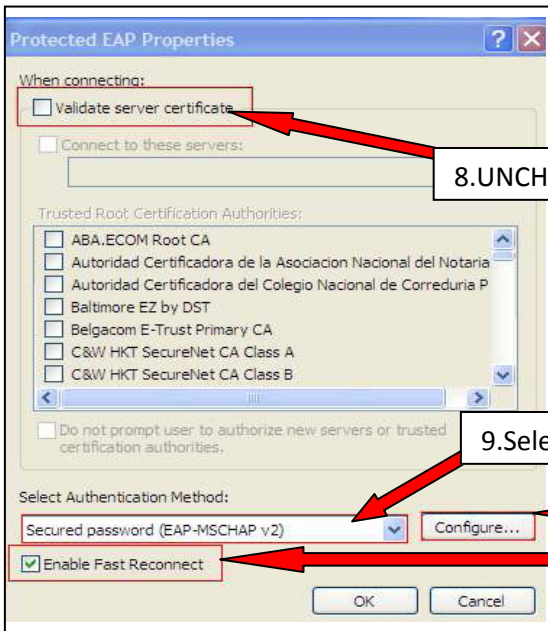 Protected EAP Properties
When connecting:
Validate server certificate
Connect to these servers:
8.UNCH
Trusted Root Certification Authorities:
ABA.ECOM Root CA
Autoridad Certificadora de la Asociacion Nacional del Notaria
Autoridad Certificadora del Colegio Nacional de Correduria P
Baltimore EZ by DST
Belgacom E-Trust Primary CA
C&W HKT SecureNet CA Class A
C&W HKT SecureNet CA Class B
Do not prompt user to authorize new servers or trusted
certification authorities.
9.Sele
Select Authentication Method:
Secured password (EAP-MSCHAP v2)
Configure...
Enable Fast Reconnect
OK
Cancel